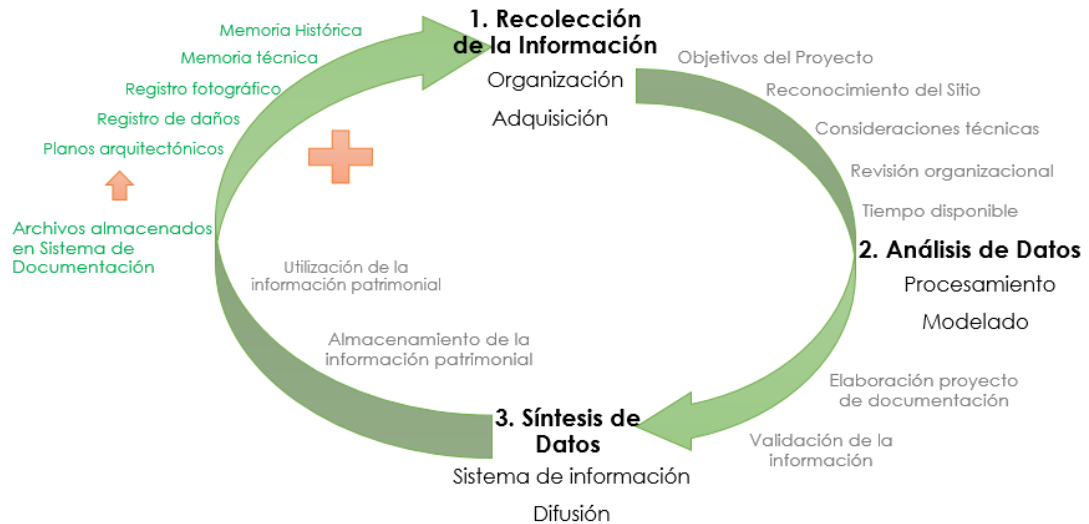 1. Recolección
de la Información
Organización
Adquisición
Objetivos del Proyecto
Reconocimiento del Sitio
Consideraciones técnicas
Revisión organizacional
Tiempo disponible
2. Análisis de Datos
Procesamiento
Modelado
Elaboración proyecto
de documentación
Validación de la
información
3. Síntesis de
Datos
Sistema de información
Difusión
Almacenamiento de la
información patrimonial
Utilización de la
información patrimonial
Archivos almacenados
en Sistema de
Documentación
Planos arquitectónicos
Registro de daños
Registro fotográfico
Memoria técnica
Memoria Histórica